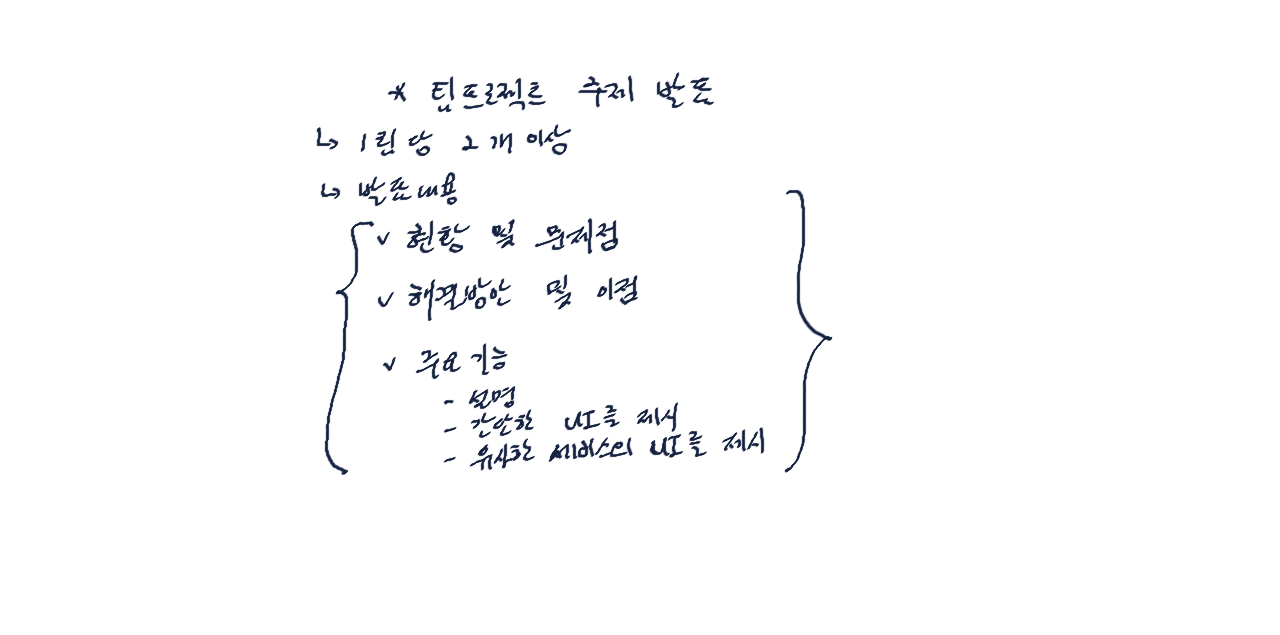 * 팀프로젝트 주제 발표
↳ 1인당 2개 이상
↳ 발표내용
✓ 현황 및 문제점
✓ 해결방안 및 이점
✓ 주요기능
- 설명
- 간단한 UI를 제시
- 유사한 서비스의 UI를 제시